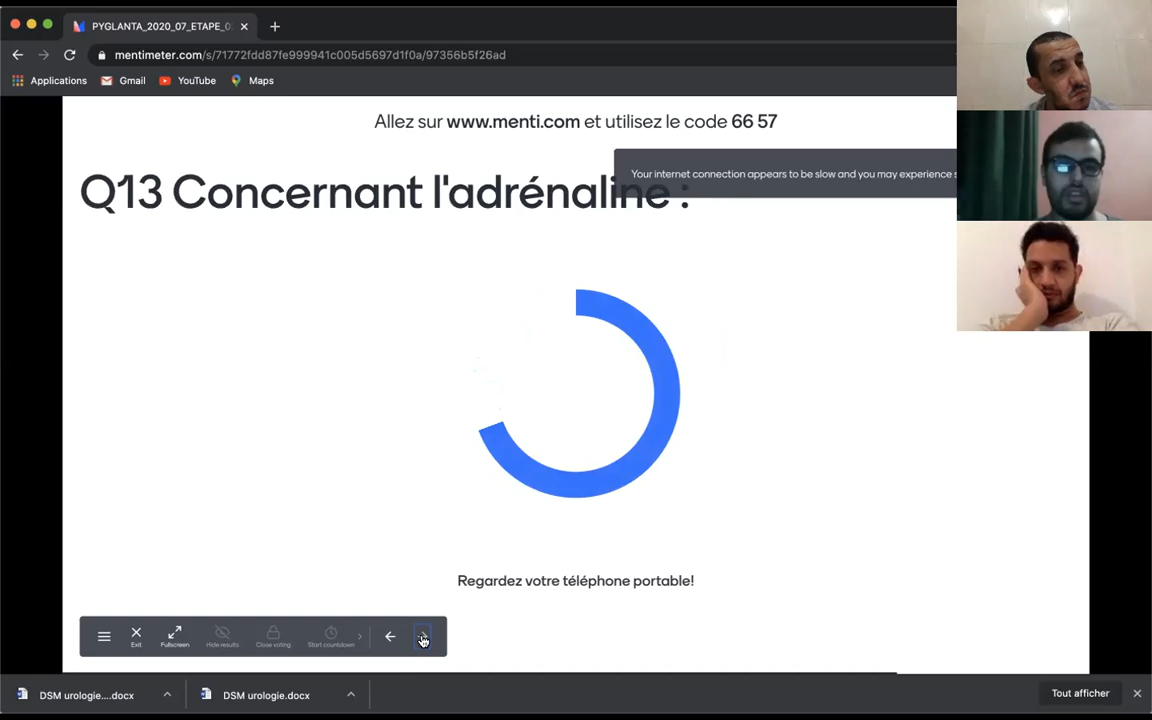 PYGLANTA_2020_07_ETAPE_0
mentimeter.com/s/71772fdd87fe999941c005d5697d1f0a/97356b5f26ad
Applications Gmail YouTube Maps
Allez sur www.menti.com et utilisez le code 66 57
Your internet connection appears to be slow and you may experience
Q13 Concernant l'adrénaline :
Regardez votre téléphone portable!
Exit Fullscreen Hide results Close voting Start countdown
DSM urologie....docx DSM urologie.docx Tout afficher